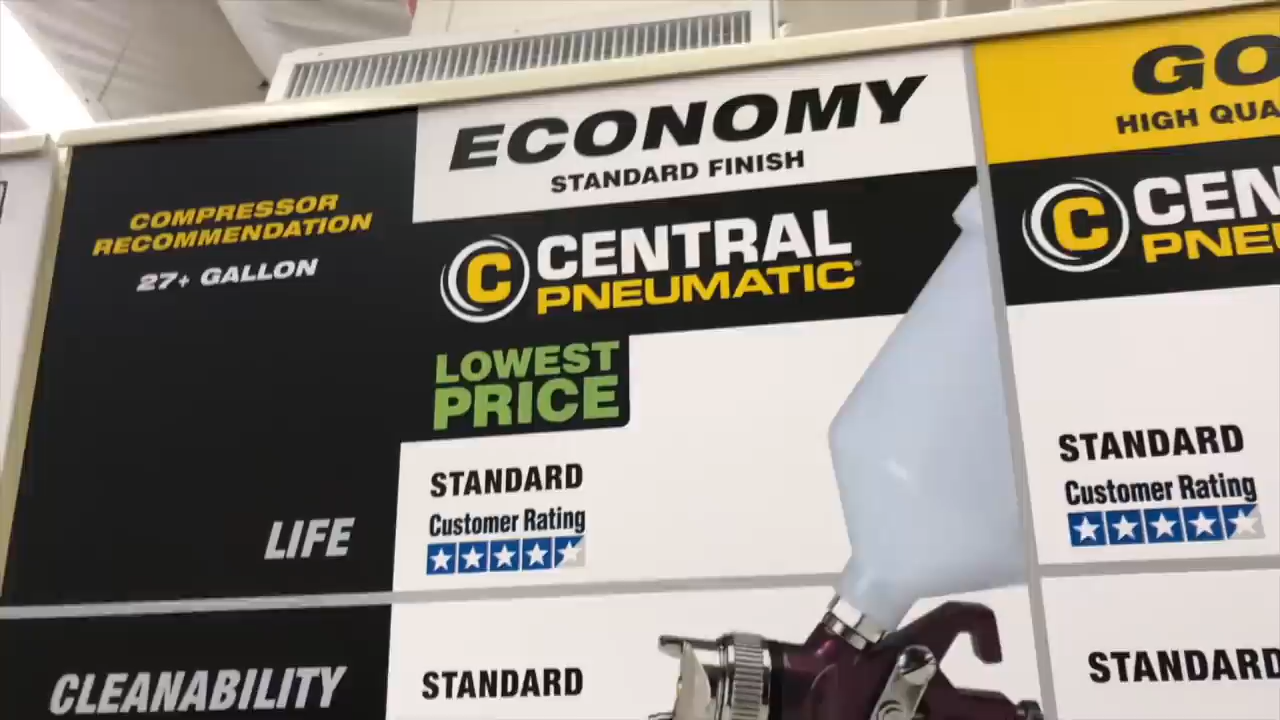 ECONOMY
STANDARD FINISH
COMPRESSOR
RECOMMENDATION
27+ GALLON
C CENTRAL
PNEUMATIC
LOWEST
PRICE
LIFE
STANDARD
Customer Rating
CLEANABILITY
STANDARD
GO
HIGH QUA
C CEN
PNE
STANDARD
Customer Rating
STANDARD